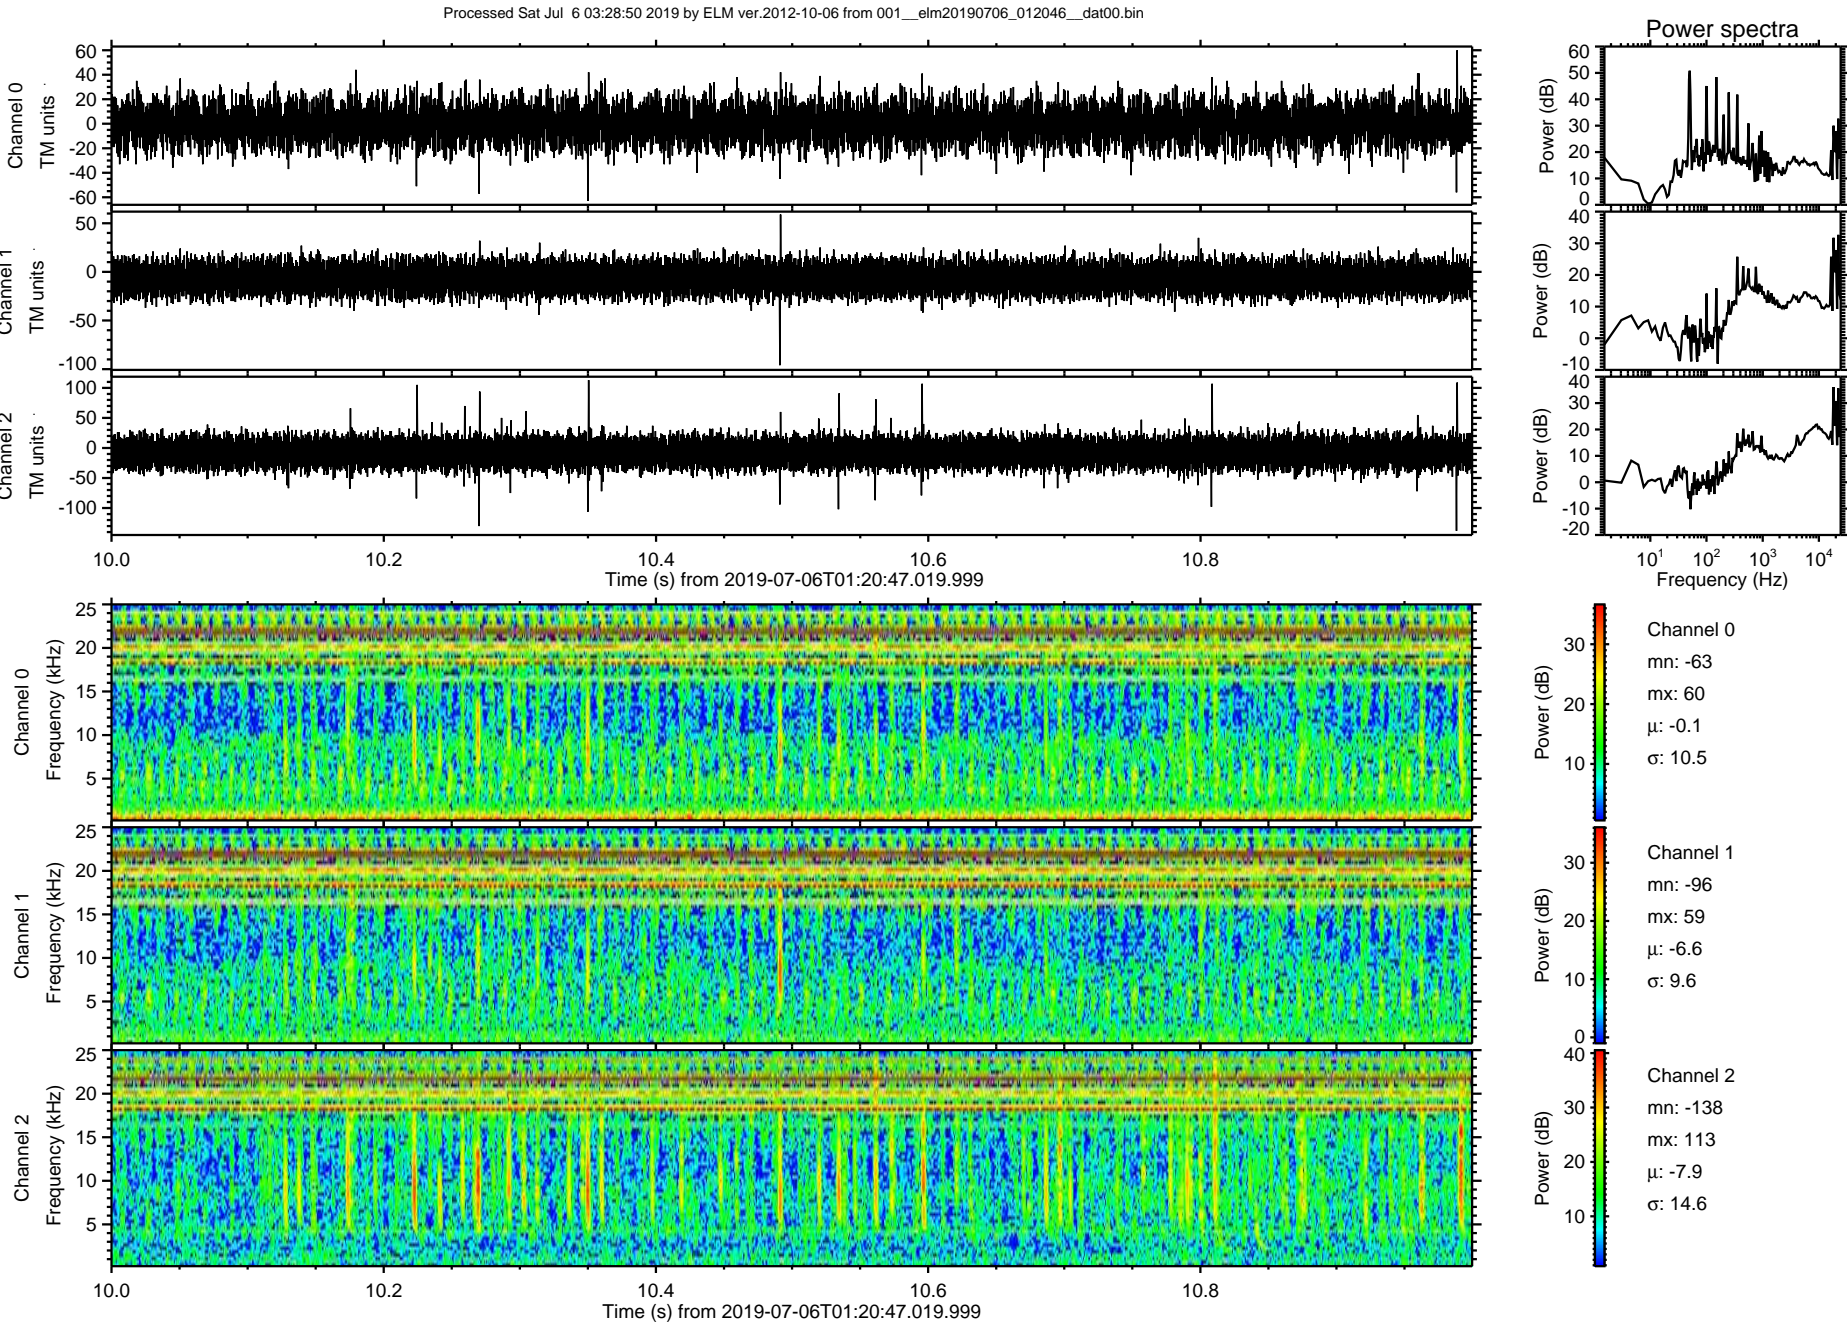 Processed Sat Jul 6 03:28:50 2019 by ELM ver.2012-10-06 from 001__elm20190706_012046__dat00.bin
Power spectra
Channel 0
TM units
60
40
20
0
-20
-40
-60
Power (dB)
60
50
40
30
20
10
0
Channel 1
TM units
50
0
-50
-100
Power (dB)
40
30
20
10
0
-10
Channel 2
TM units
100
50
0
-50
-100
Power (dB)
40
30
20
10
0
-10
-20
10.0 10.2 10.4 10.6 10.8
Time (s) from 2019-07-06T01:20:47.019.999
10^1 10^2 10^3 10^4
Frequency (Hz)
Channel 0
Frequency (kHz)
25
20
15
10
5
Power (dB)
30
20
10
Channel 0
mn: -63
mx: 60
µ: -0.1
σ: 10.5
Channel 1
Frequency (kHz)
25
20
15
10
5
Power (dB)
30
20
10
0
Channel 1
mn: -96
mx: 59
µ: -6.6
σ: 9.6
Channel 2
Frequency (kHz)
25
20
15
10
5
Power (dB)
40
30
20
10
Channel 2
mn: -138
mx: 113
µ: -7.9
σ: 14.6
10.0 10.2 10.4 10.6 10.8
Time (s) from 2019-07-06T01:20:47.019.999